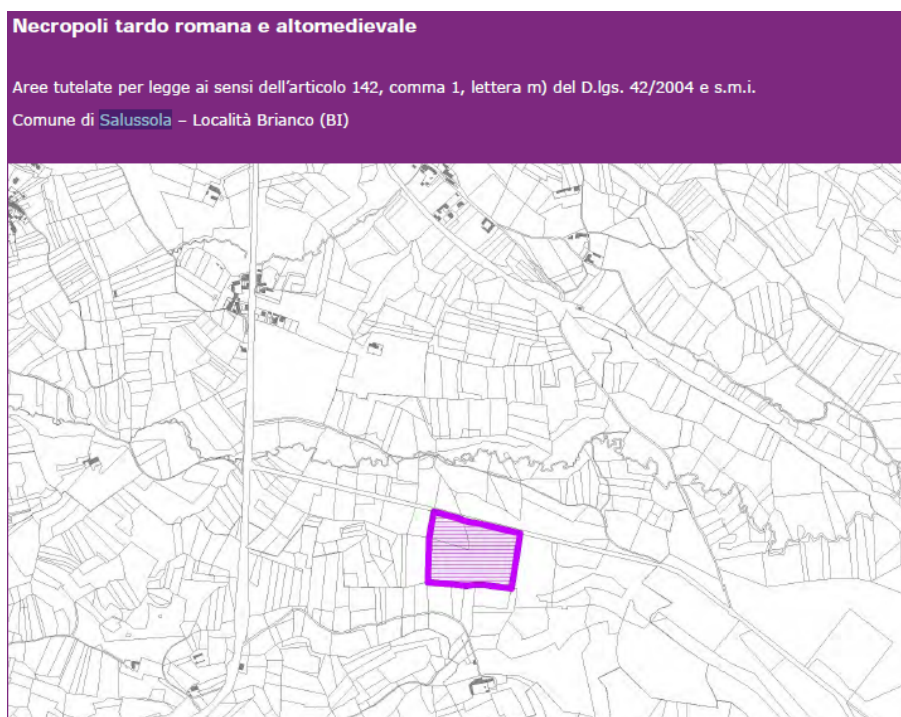 Necropoli tardo romana e altomedievale
Aree tutelate per legge ai sensi dell'articolo 142, comma 1, lettera m) del D.lgs. 42/2004 e s.m.i.
Comune di Salussola – Località Brianco (BI)